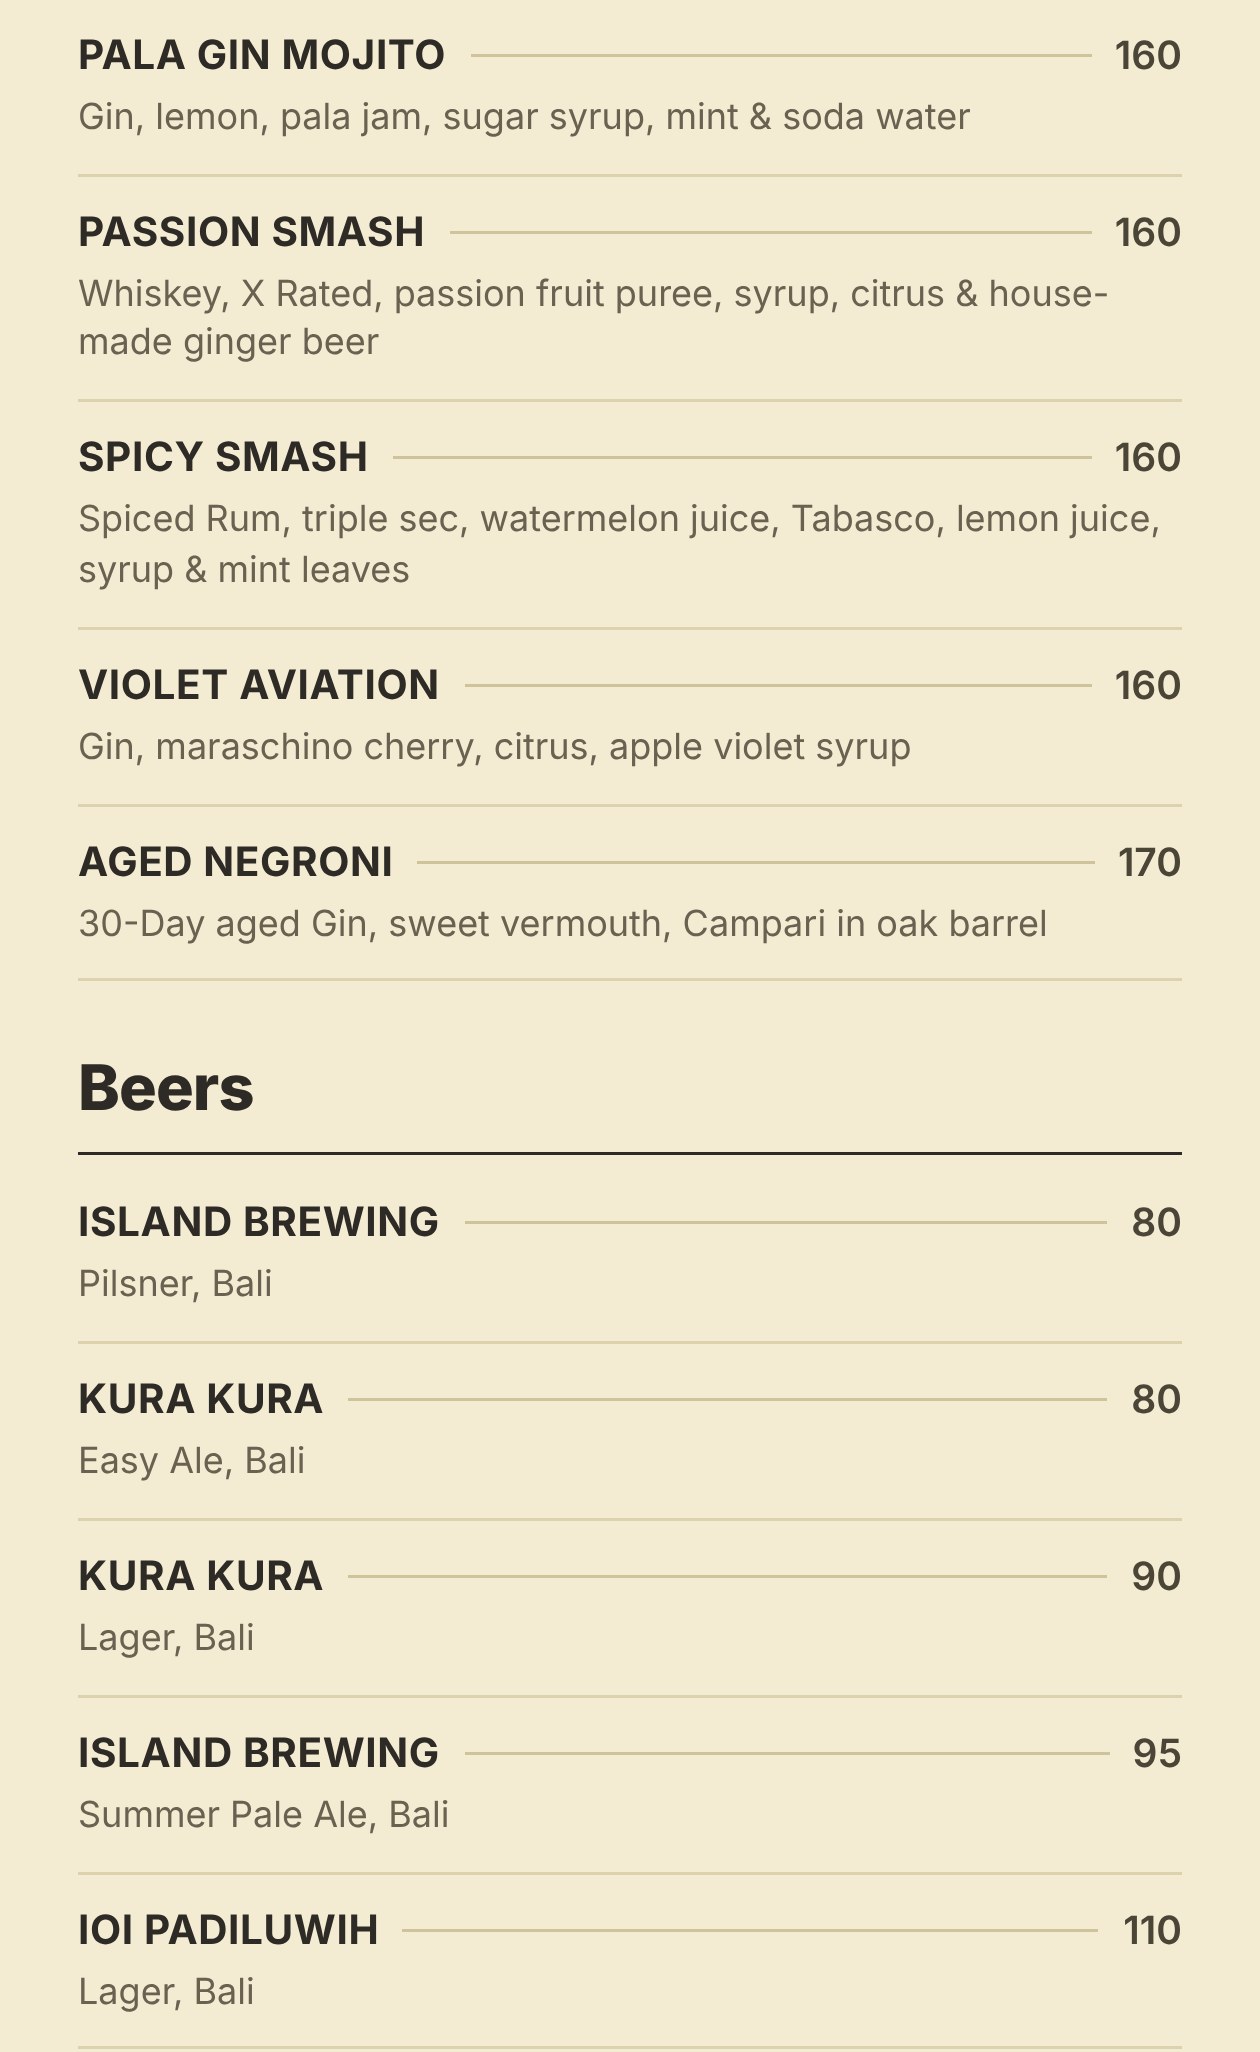 PALA GIN MOJITO 160
Gin, lemon, pala jam, sugar syrup, mint & soda water
PASSION SMASH 160
Whiskey, X Rated, passion fruit puree, syrup, citrus & house-
made ginger beer
SPICY SMASH 160
Spiced Rum, triple sec, watermelon juice, Tabasco, lemon juice,
syrup & mint leaves
VIOLET AVIATION 160
Gin, maraschino cherry, citrus, apple violet syrup
AGED NEGRONI 170
30-Day aged Gin, sweet vermouth, Campari in oak barrel
Beers
ISLAND BREWING 80
Pilsner, Bali
KURA KURA 80
Easy Ale, Bali
KURA KURA 90
Lager, Bali
ISLAND BREWING 95
Summer Pale Ale, Bali
IOI PADILUWIH 110
Lager, Bali